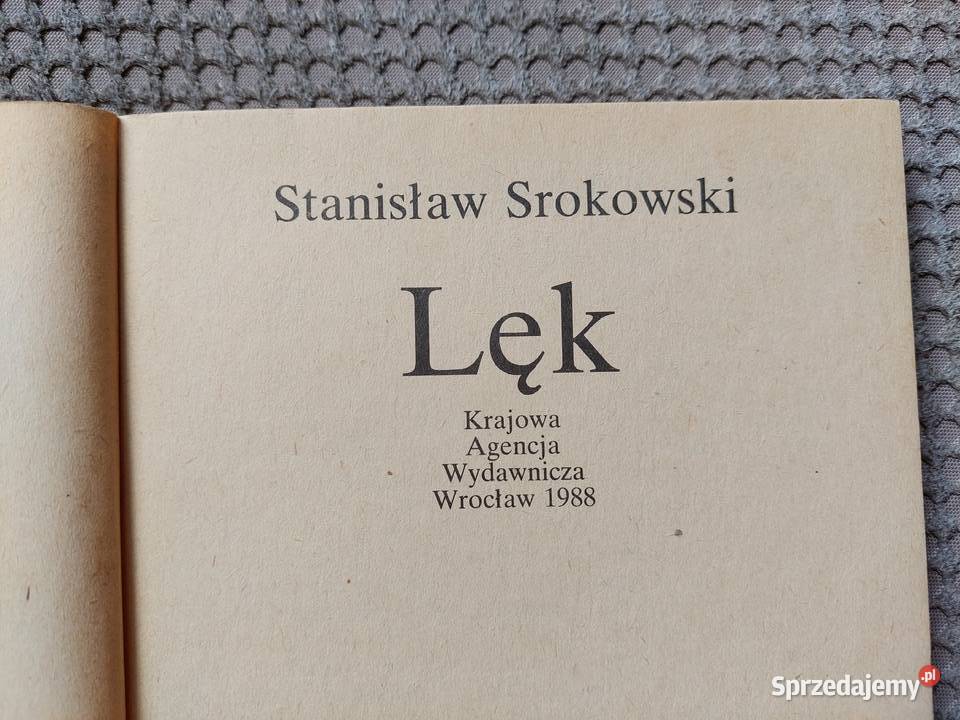 Stanisław Srokowski
Lęk
Krajowa
Agencja
Wydawnicza
Wrocław 1988
Sprzedajemy.pl